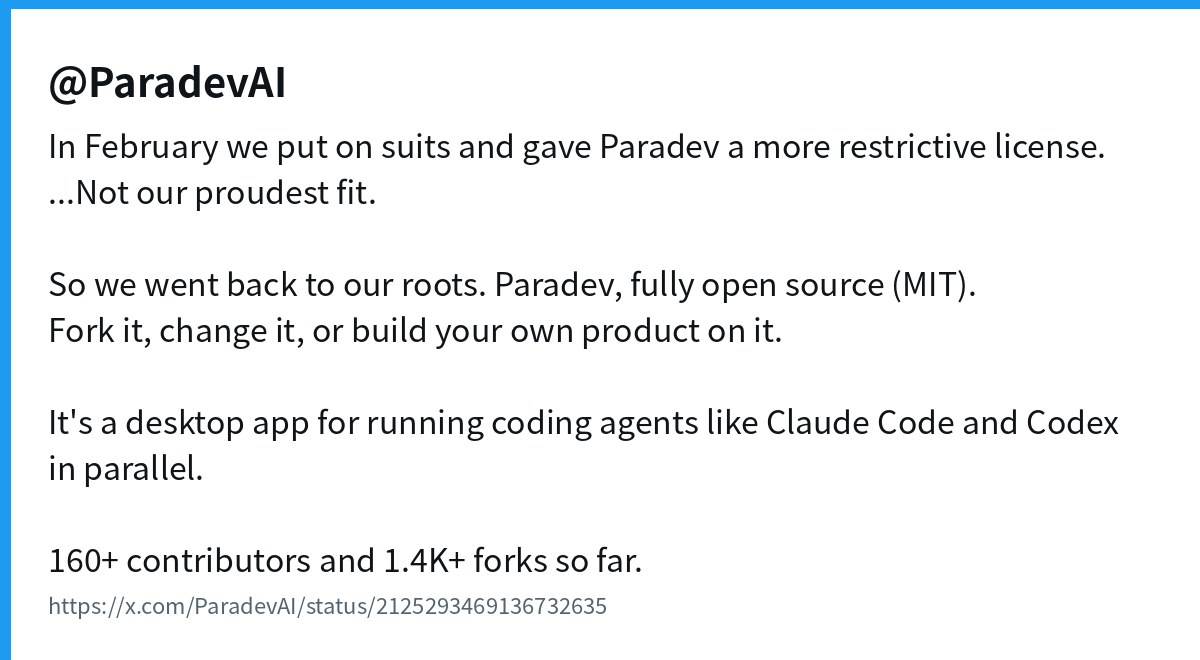 @ParadevAI
In February we put on suits and gave Paradev a more restrictive license.
...Not our proudest fit.
So we went back to our roots. Paradev, fully open source (MIT).
Fork it, change it, or build your own product on it.
It's a desktop app for running coding agents like Claude Code and Codex
in parallel.
160+ contributors and 1.4K+ forks so far.
https://x.com/ParadevAI/status/2125293469136732635